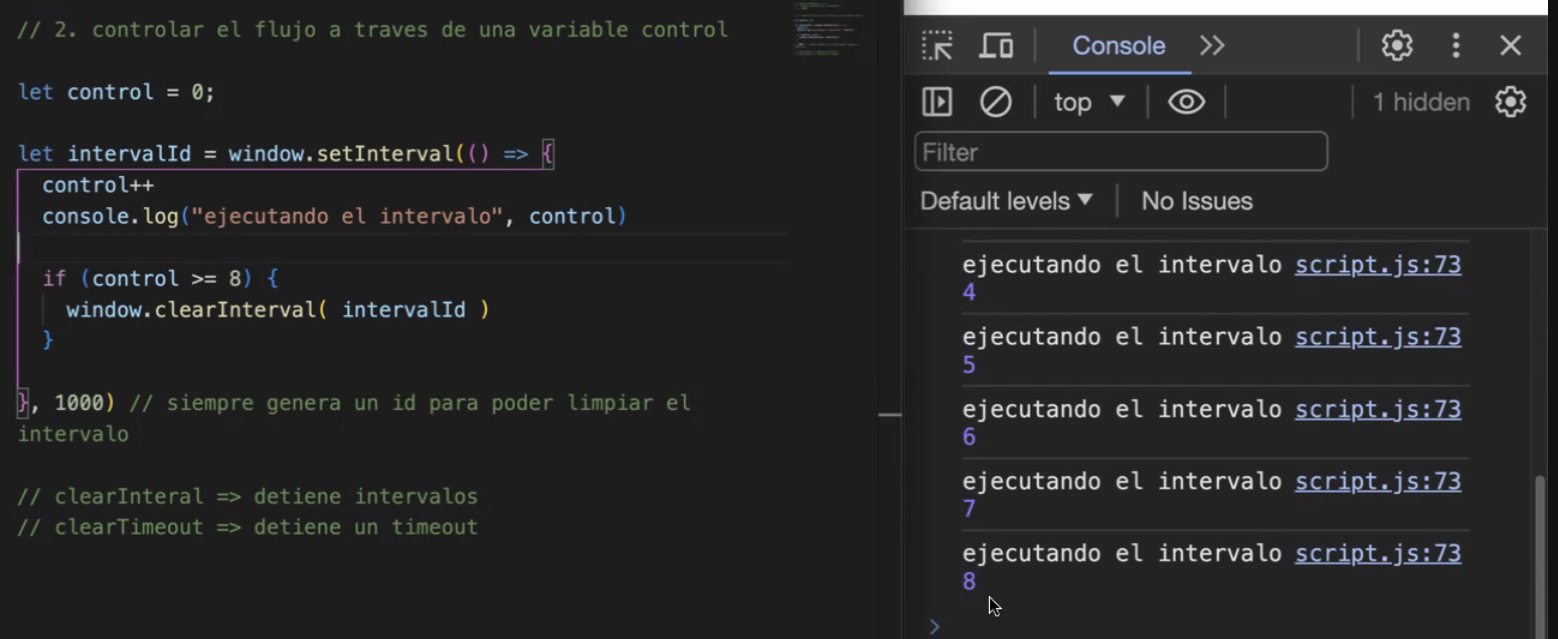 // 2. controlar el flujo a traves de una variable control
let control = 0;
let intervalId = window.setInterval(() => {
control++
console.log("ejecutando el intervalo", control)
if (control >= 8) {
window.clearInterval( intervalId )
}
}, 1000) // siempre genera un id para poder limpiar el
intervalo
// clearInteral => detiene intervalos
// clearTimeout => detiene un timeout
Console
top
1 hidden
Filter
Default levels
No Issues
ejecutando el intervalo script.js:73
4
ejecutando el intervalo script.js:73
5
ejecutando el intervalo script.js:73
6
ejecutando el intervalo script.js:73
7
ejecutando el intervalo script.js:73
8